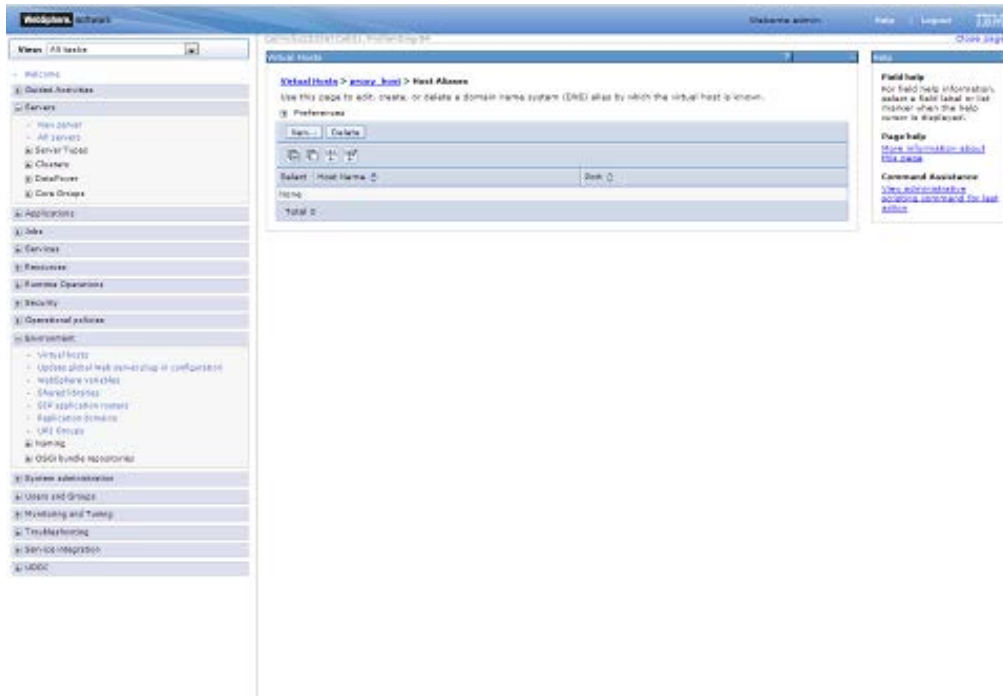 WebSphere. software
Welcome admin
Help | Logout
View: All tasks
Close page
Welcome
Guided Activities
Servers
New server
All servers
Server Types
Clusters
DataPower
Core Groups
Applications
Jobs
Services
Resources
Runtime Operations
Security
Operational policies
Environment
Virtual hosts
Update global Web server plug-in configuration
WebSphere variables
Shared libraries
SIP application routers
Replication domains
URI Groups
Naming
OSGi bundle repositories
System administration
Users and Groups
Monitoring and Tuning
Troubleshooting
Service integration
UDDI
Virtual Hosts
Virtual Hosts > proxy_host > Host Aliases
Use this page to edit, create, or delete a domain name system (DNS) alias by which the virtual host is known.
Preferences
New... Delete
Select Host Name Port
None
Total 0
Help
Field help
For field help information,
select a field label or list
marker when the help
cursor is displayed.
Page help
More information about
this page
Command Assistance
View administrative
scripting command for last
action